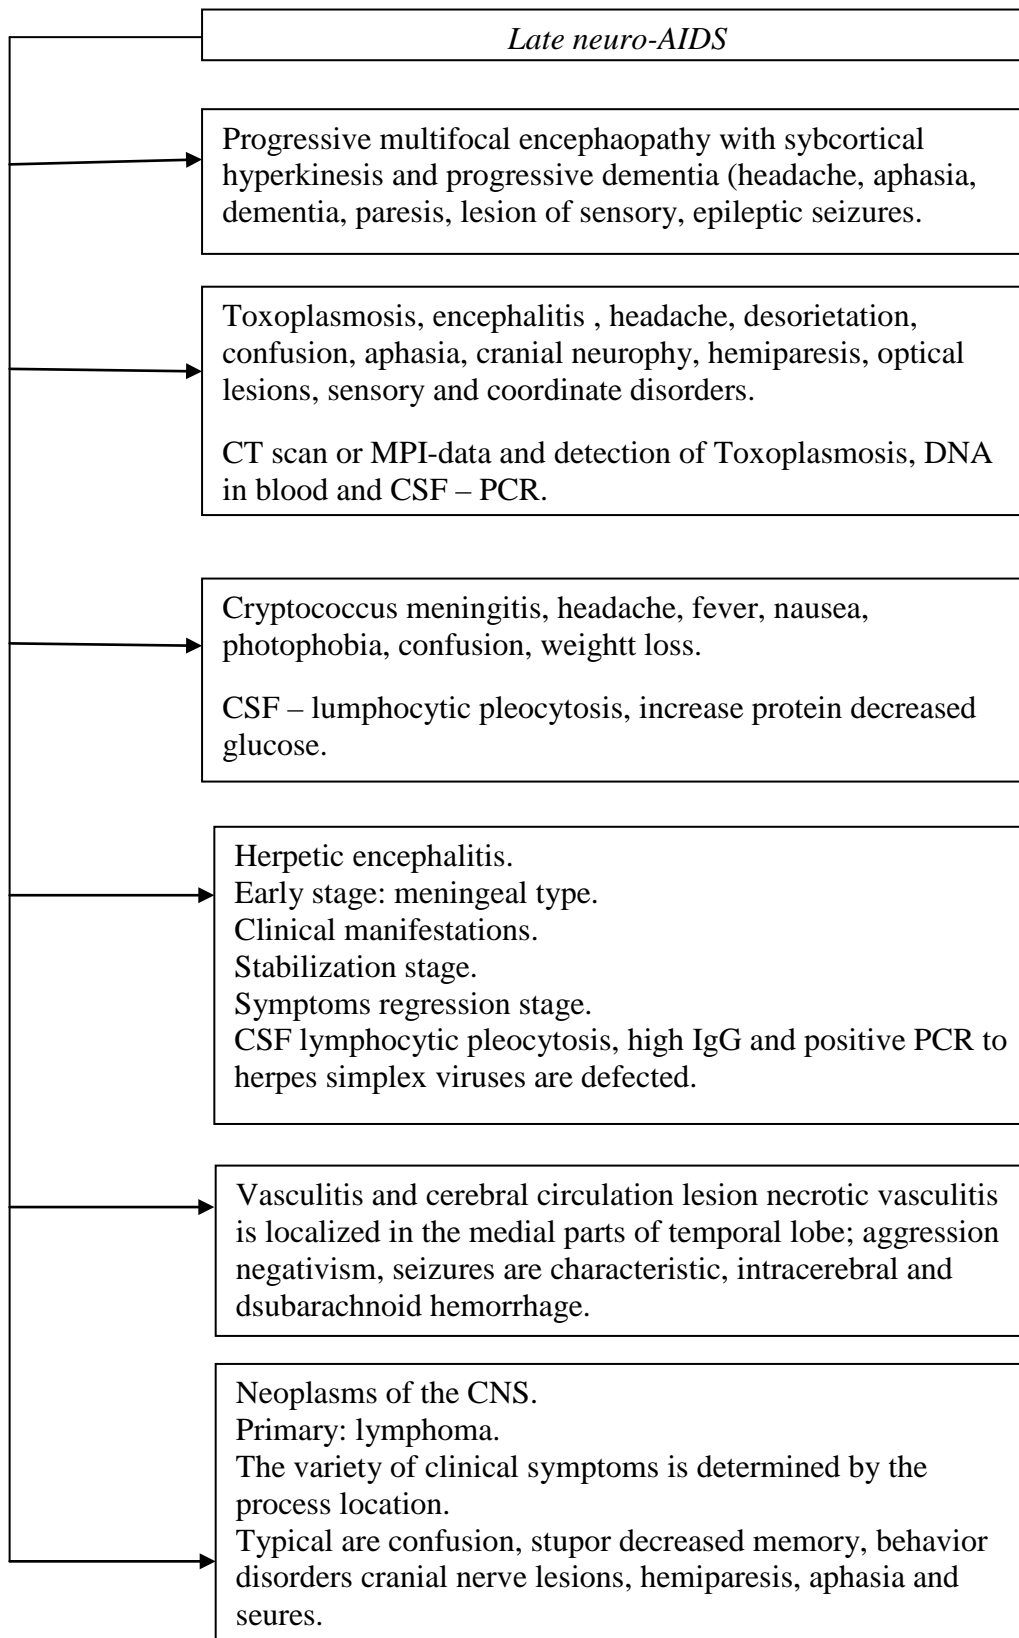 Late neuro-AIDS
Progressive multifocal encephaopathy with sybcortical
hyperkinesis and progressive dementia (headache, aphasia,
dementia, paresis, lesion of sensory, epileptic seizures.
Toxoplasmosis, encephalitis , headache, desorietation,
confusion, aphasia, cranial neurophy, hemiparesis, optical
lesions, sensory and coordinate disorders.
CT scan or MPI-data and detection of Toxoplasmosis, DNA
in blood and CSF – PCR.
Cryptococcus meningitis, headache, fever, nausea,
photophobia, confusion, weightt loss.
CSF – lumphocytic pleocytosis, increase protein decreased
glucose.
Herpetic encephalitis.
Early stage: meningeal type.
Clinical manifestations.
Stabilization stage.
Symptoms regression stage.
CSF lymphocytic pleocytosis, high IgG and positive PCR to
herpes simplex viruses are defected.
Vasculitis and cerebral circulation lesion necrotic vasculitis
is localized in the medial parts of temporal lobe; aggression
negativism, seizures are characteristic, intracerebral and
dsubarachnoid hemorrhage.
Neoplasms of the CNS.
Primary: lymphoma.
The variety of clinical symptoms is determined by the
process location.
Typical are confusion, stupor decreased memory, behavior
disorders cranial nerve lesions, hemiparesis, aphasia and
seures.